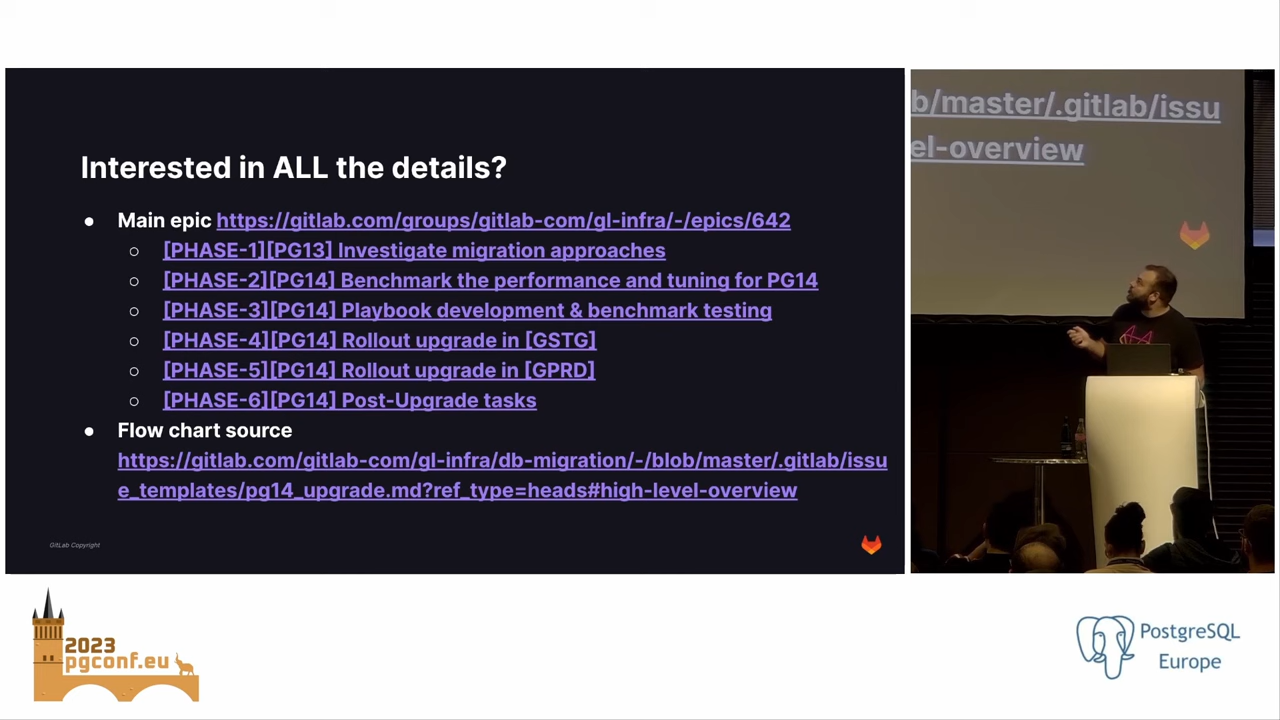 Interested in ALL the details?
● Main epic https://gitlab.com/groups/gitlab-com/gl-infra/-/epics/642
○ [PHASE-1][PG13] Investigate migration approaches
○ [PHASE-2][PG14] Benchmark the performance and tuning for PG14
○ [PHASE-3][PG14] Playbook development & benchmark testing
○ [PHASE-4][PG14] Rollout upgrade in [GSTG]
○ [PHASE-5][PG14] Rollout upgrade in [GPRD]
○ [PHASE-6][PG14] Post-Upgrade tasks
● Flow chart source
https://gitlab.com/gitlab-com/gl-infra/db-migration/-/blob/master/.gitlab/issu
e_templates/pg14_upgrade.md?ref_type=heads#high-level-overview
GitLab Copyright
b/master/.gitlab/issu
el-overview
2023
pgconf.eu
PostgreSQL
Europe